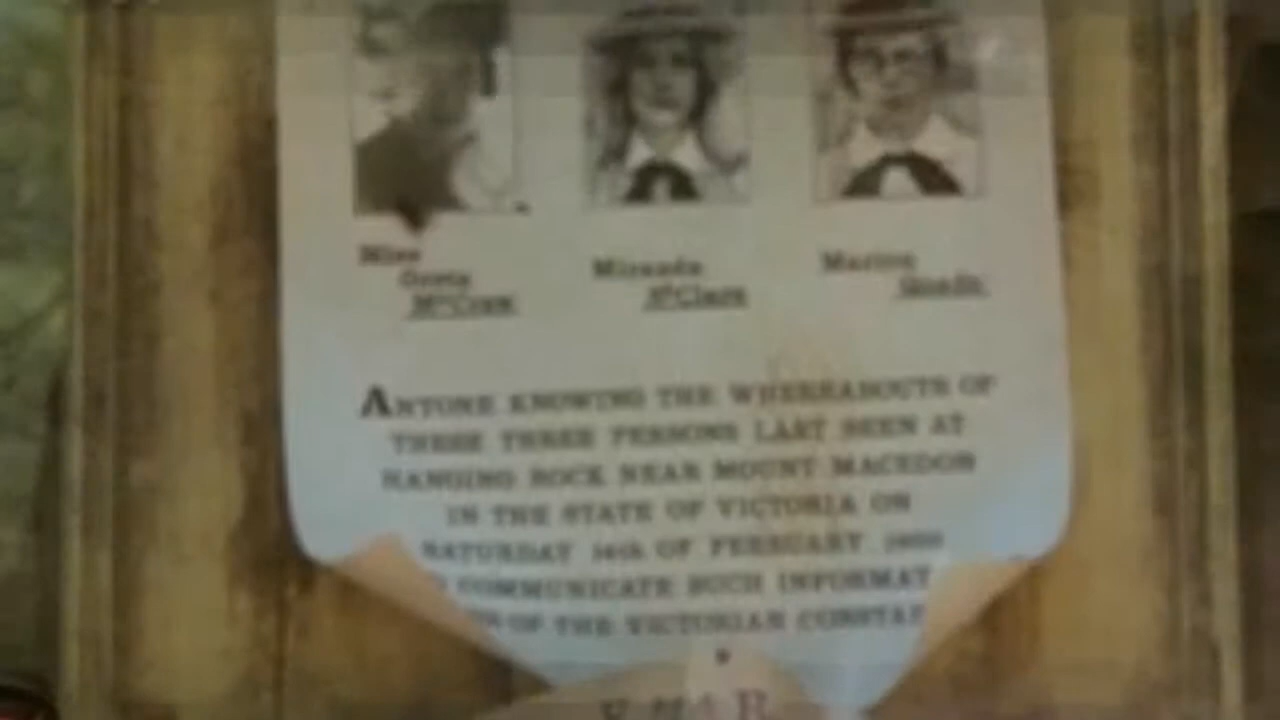 Miss Miranda Marion
Greta
McCraw St Clare Quade
ANYONE KNOWING THE WHEREABOUTS OF
THESE THREE PERSONS LAST SEEN AT
HANGING ROCK NEAR MOUNT MACEDON
IN THE STATE OF VICTORIA ON
SATURDAY 14th OF FEBRUARY 1900
COMMUNICATE SUCH INFORMAT
OF THE VICTORIAN CONSTAB
R